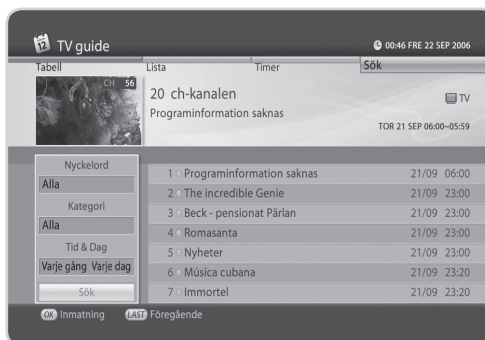 12 TV guide
00:46 FRE 22 SEP 2006
Tabell Lista Timer Sök
CH 56
20 ch-kanalen
TV
Programinformation saknas
TOR 21 SEP 06:00~05:59
Nyckelord
Alla
Kategori
Alla
Tid & Dag
Varje gång Varje dag
Sök
1 Programinformation saknas 21/09 06:00
2 The incredible Genie 21/09 23:00
3 Beck - pensionat Pärlan 21/09 23:00
4 Romasanta 21/09 23:00
5 Nyheter 21/09 23:00
6 Música cubana 21/09 23:20
7 Immortel 21/09 23:20
OK Inmatning LAST Föregående